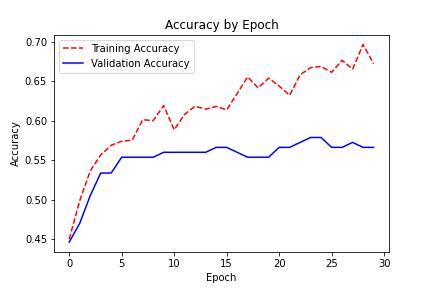 Accuracy by Epoch
Training Accuracy
Validation Accuracy
Accuracy
0.70
0.65
0.60
0.55
0.50
0.45
0 5 10 15 20 25 30
Epoch